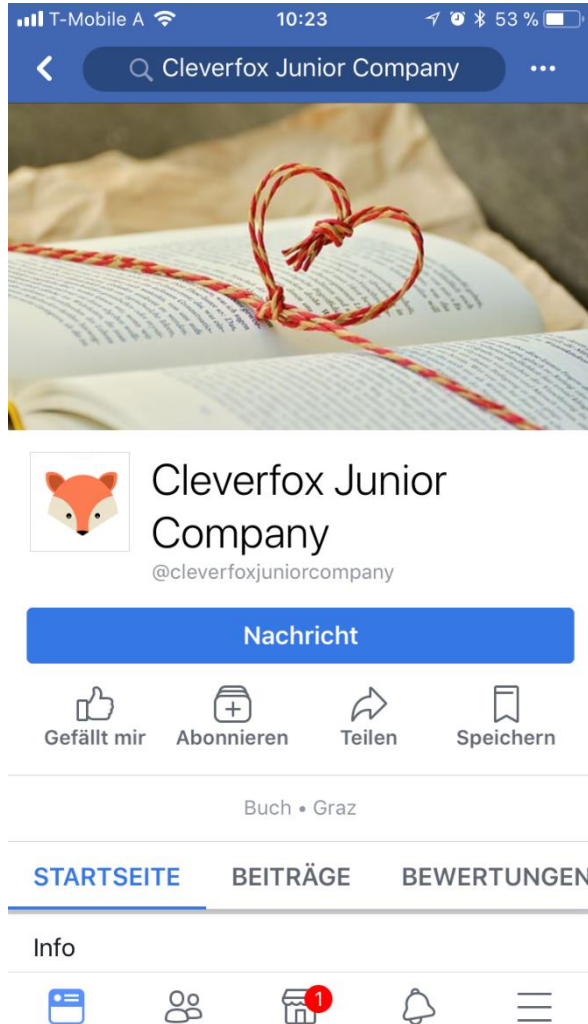 T-Mobile A 10:23 53 %
Cleverfox Junior Company
Cleverfox Junior
Company
@cleverfoxjuniorcompany
Nachricht
Gefällt mir Abonnieren Teilen Speichern
Buch • Graz
STARTSEITE BEITRÄGE BEWERTUNGEN
Info
1